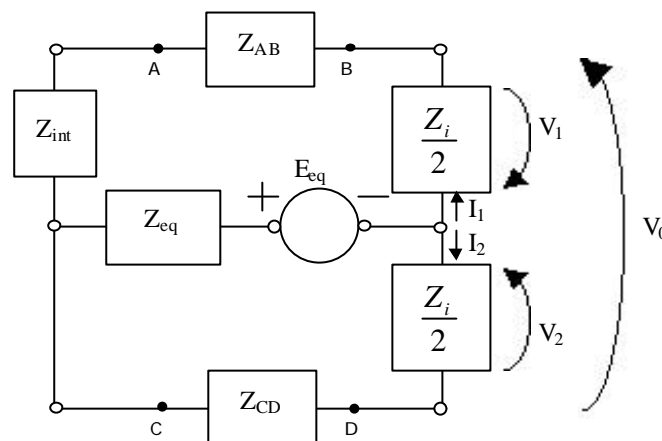 Z_AB
A
B
Z_int
Z_i
2
V_1
E_eq
+
−
Z_eq
I_1
I_2
V_0
Z_i
2
V_2
Z_CD
C
D